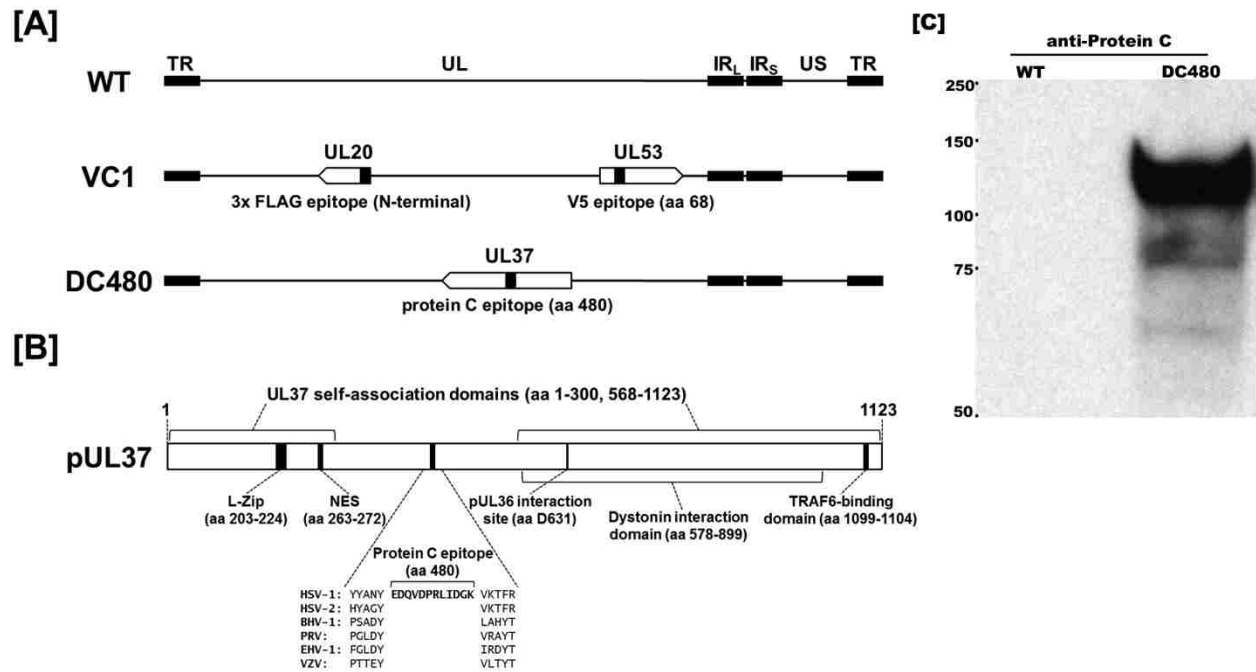 [A]
TR UL IRL IRS US TR
WT
UL20 UL53
VC1
3x FLAG epitope (N-terminal) V5 epitope (aa 68)
UL37
DC480
protein C epitope (aa 480)
[B]
UL37 self-association domains (aa 1-300, 568-1123)
1 1123
pUL37
L-Zip
(aa 203-224)
NES
(aa 263-272)
pUL36 interaction
site (aa D631)
Dystonin interaction
domain (aa 578-899)
TRAF6-binding
domain (aa 1099-1104)
Protein C epitope
(aa 480)
HSV-1: YYANY EDQVDPRLIDGK VKTFR
HSV-2: HYAGY VKTFR
BHV-1: PSADY LAHYT
PRV: PGLDY VRAYT
EHV-1: FGLDY IRDYT
VZV: PTTEY VLTYT
[C]
anti-Protein C
WT DC480
250
150
100
75
50